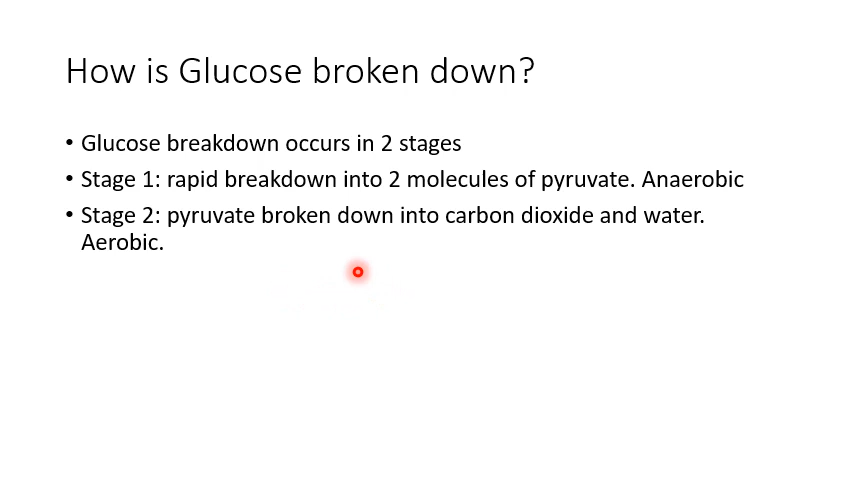 How is Glucose broken down?
• Glucose breakdown occurs in 2 stages
• Stage 1: rapid breakdown into 2 molecules of pyruvate. Anaerobic
• Stage 2: pyruvate broken down into carbon dioxide and water.
Aerobic.